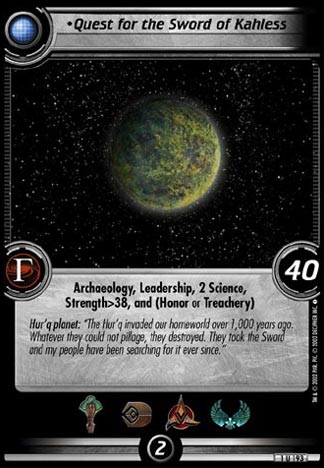 •Quest for the Sword of Kahless
Γ
40
Archaeology, Leadership, 2 Science,
Strength>38, and (Honor or Treachery)
Hur'q planet: "The Hur'q invaded our homeworld over 1,000 years ago.
Whatever they could not pillage, they destroyed. They took the Sword
and my people have been searching for it ever since."
2
1 U 193